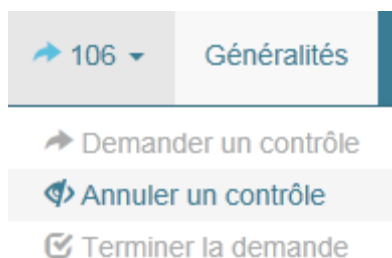 106 Généralités
Demander un contrôle
Annuler un contrôle
Terminer la demande